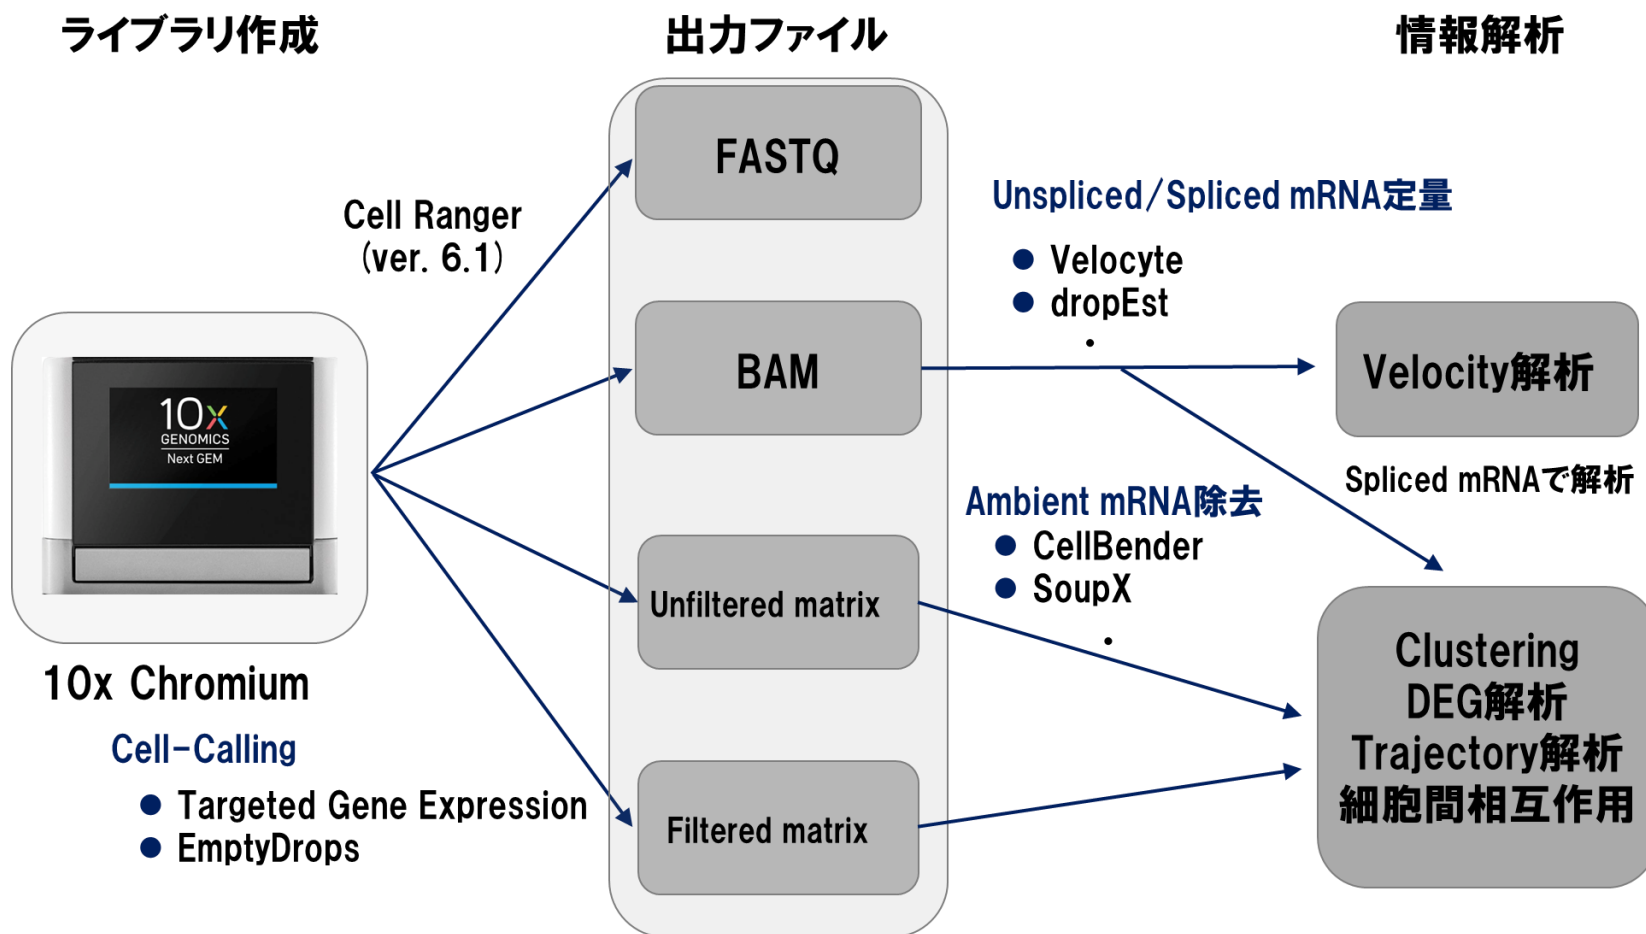 ライブラリ作成
出力ファイル
情報解析
Cell Ranger
(ver. 6.1)
10x
GENOMICS
Next GEM
10x Chromium
Cell-Calling
● Targeted Gene Expression
● EmptyDrops
FASTQ
BAM
Unfiltered matrix
Filtered matrix
Unspliced/Spliced mRNA定量
● Velocyte
● dropEst
・
Ambient mRNA除去
● CellBender
● SoupX
・
Velocity解析
Spliced mRNAで解析
Clustering
DEG解析
Trajectory解析
細胞間相互作用